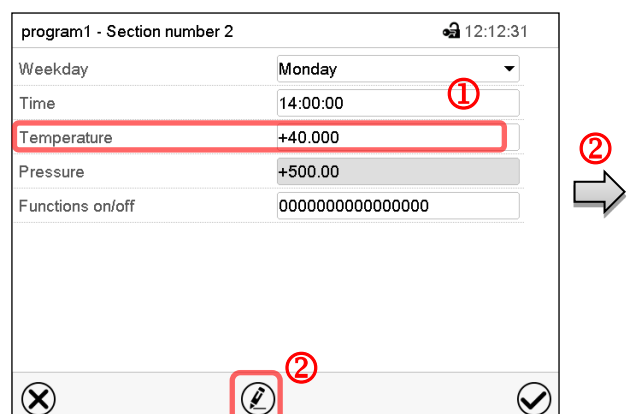 program1 - Section number 2 12:12:31
Weekday Monday
Time 14:00:00 ①
Temperature +40.000
②
Pressure +500.00
Functions on/off 0000000000000000
②